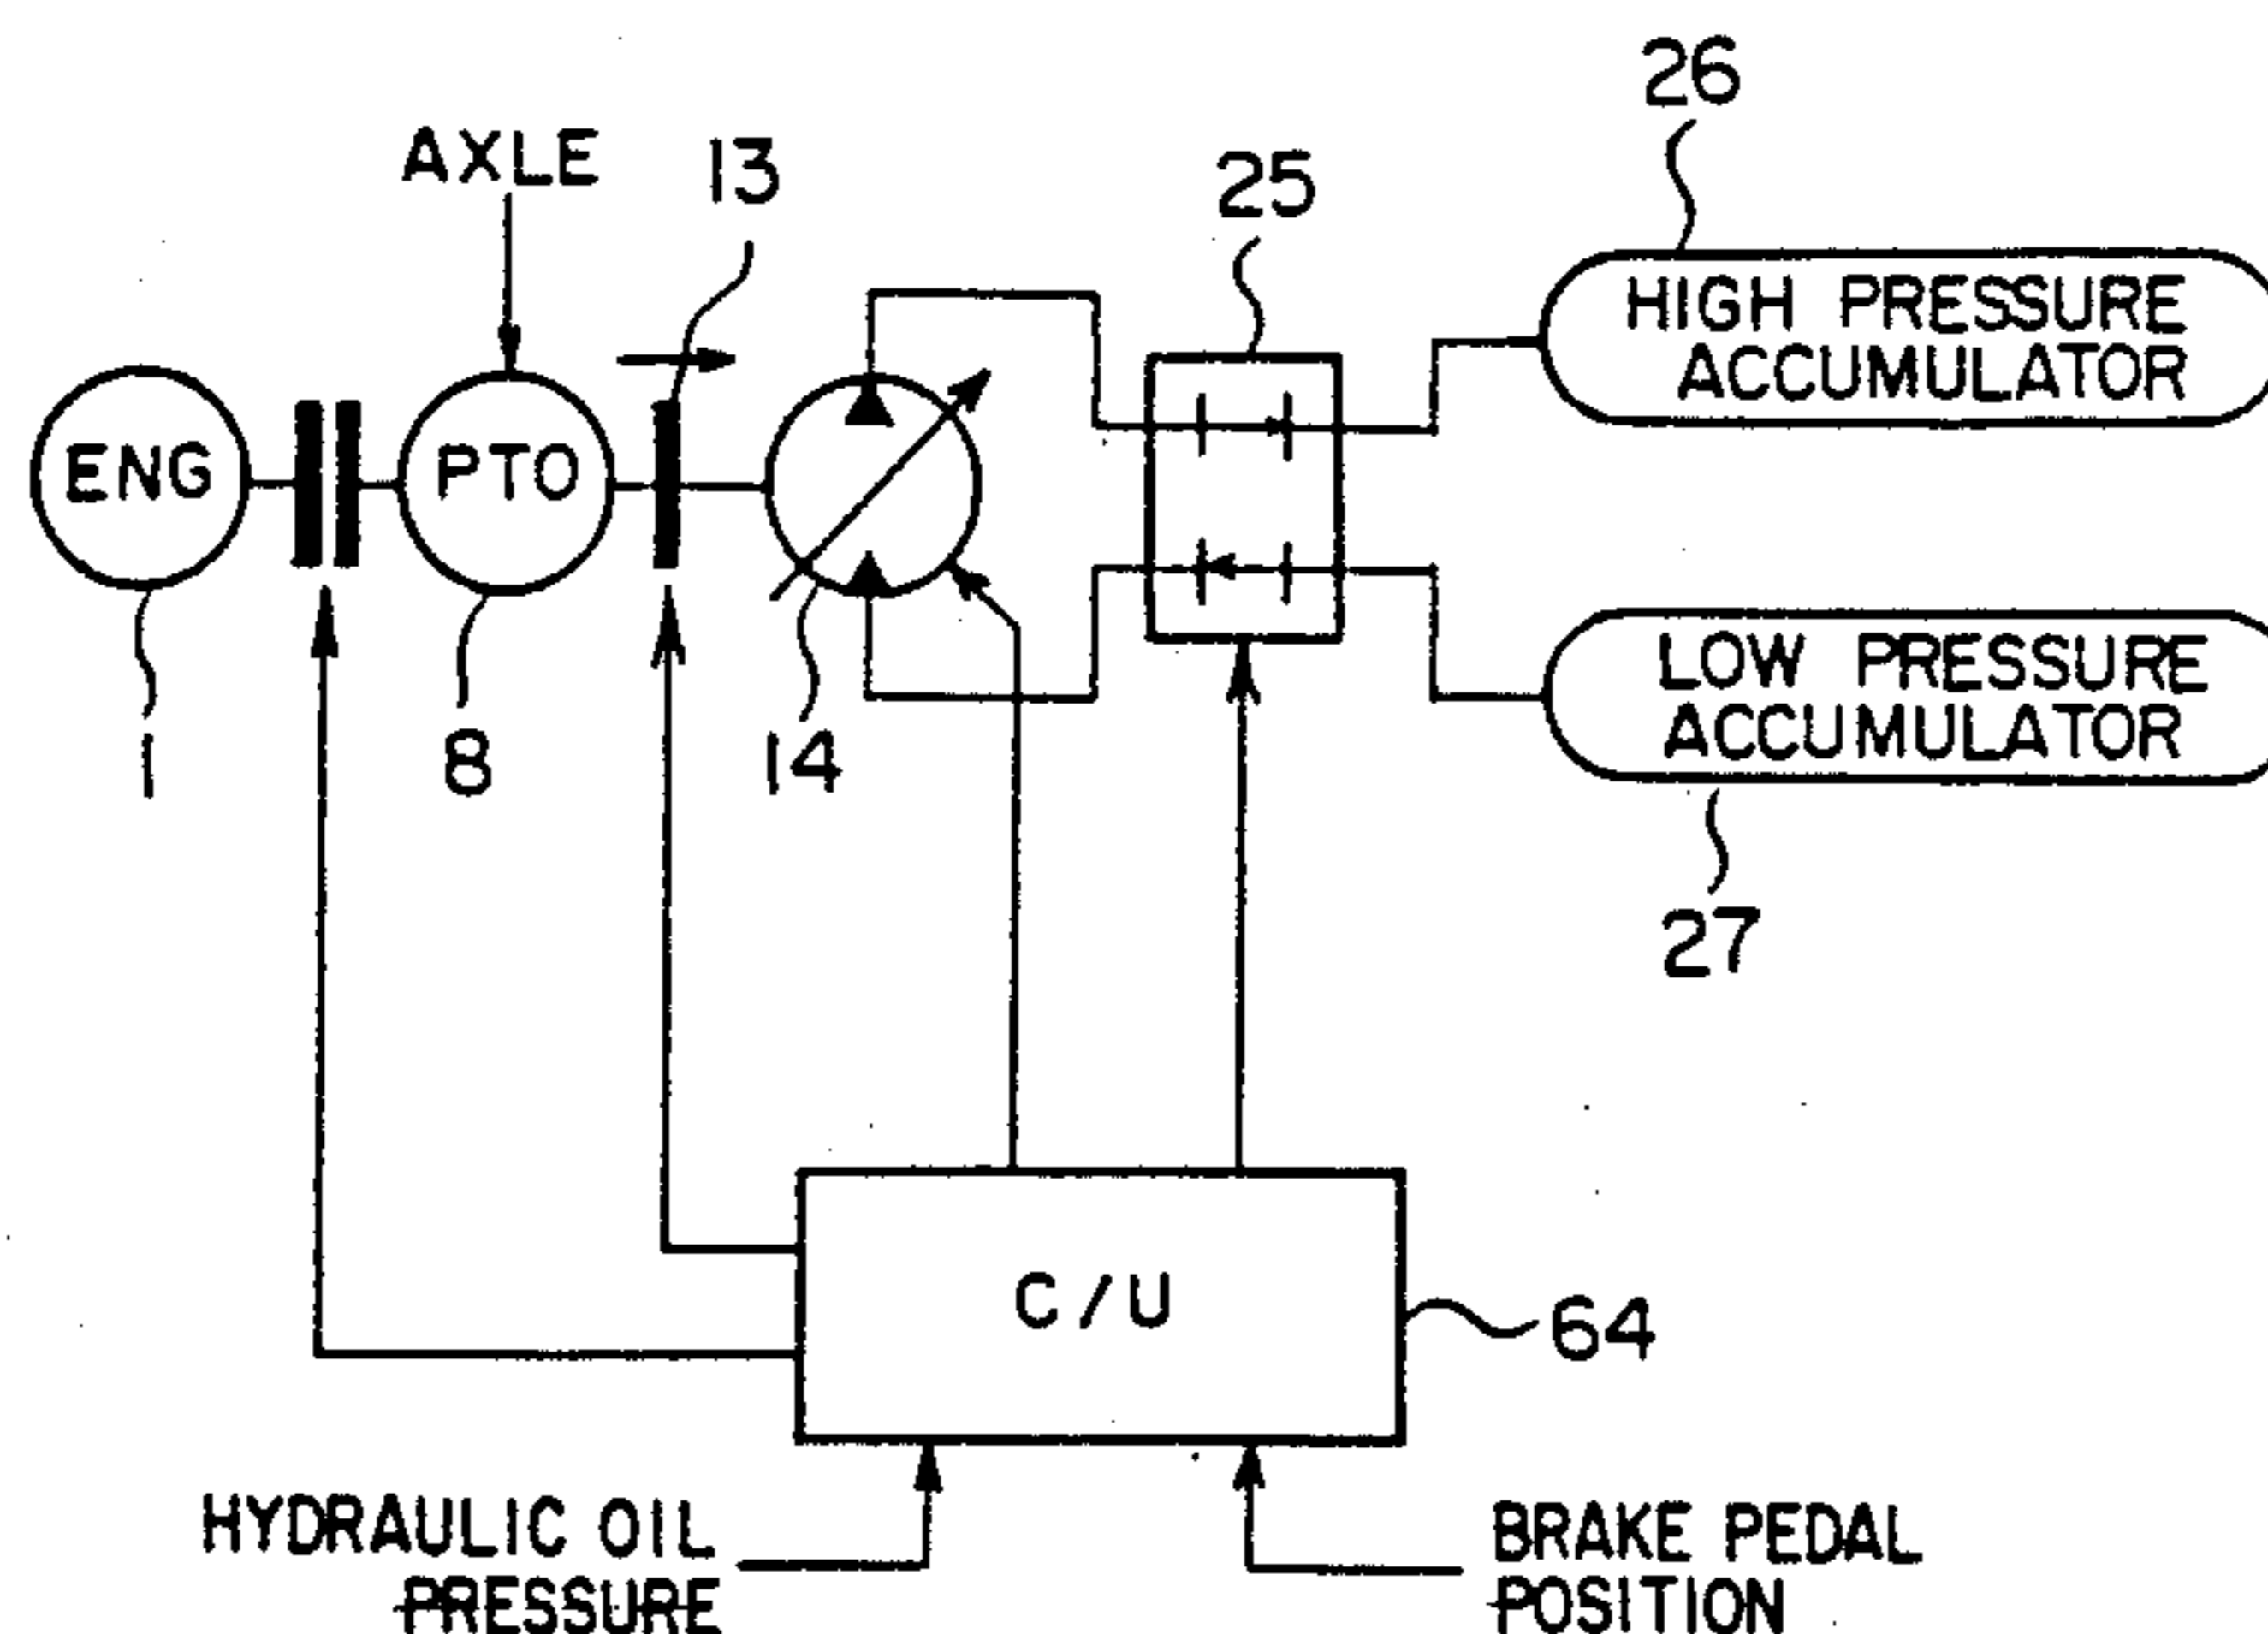 26
AXLE
13
25
HIGH PRESSURE
ACCUMULATOR
ENG
PTO
LOW PRESSURE
ACCUMULATOR
1
8
14
27
C/U
64
HYDRAULIC OIL
PRESSURE
BRAKE PEDAL
POSITION